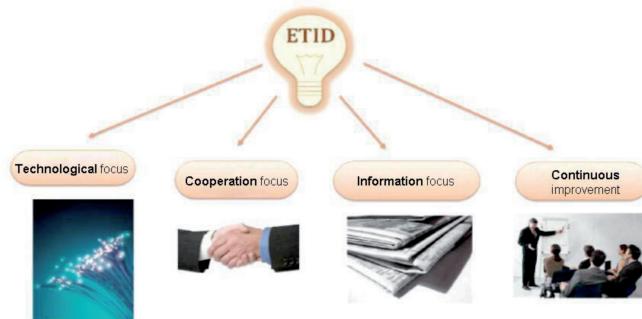 ETID
Technological focus
Cooperation focus
Information focus
Continuous
improvement